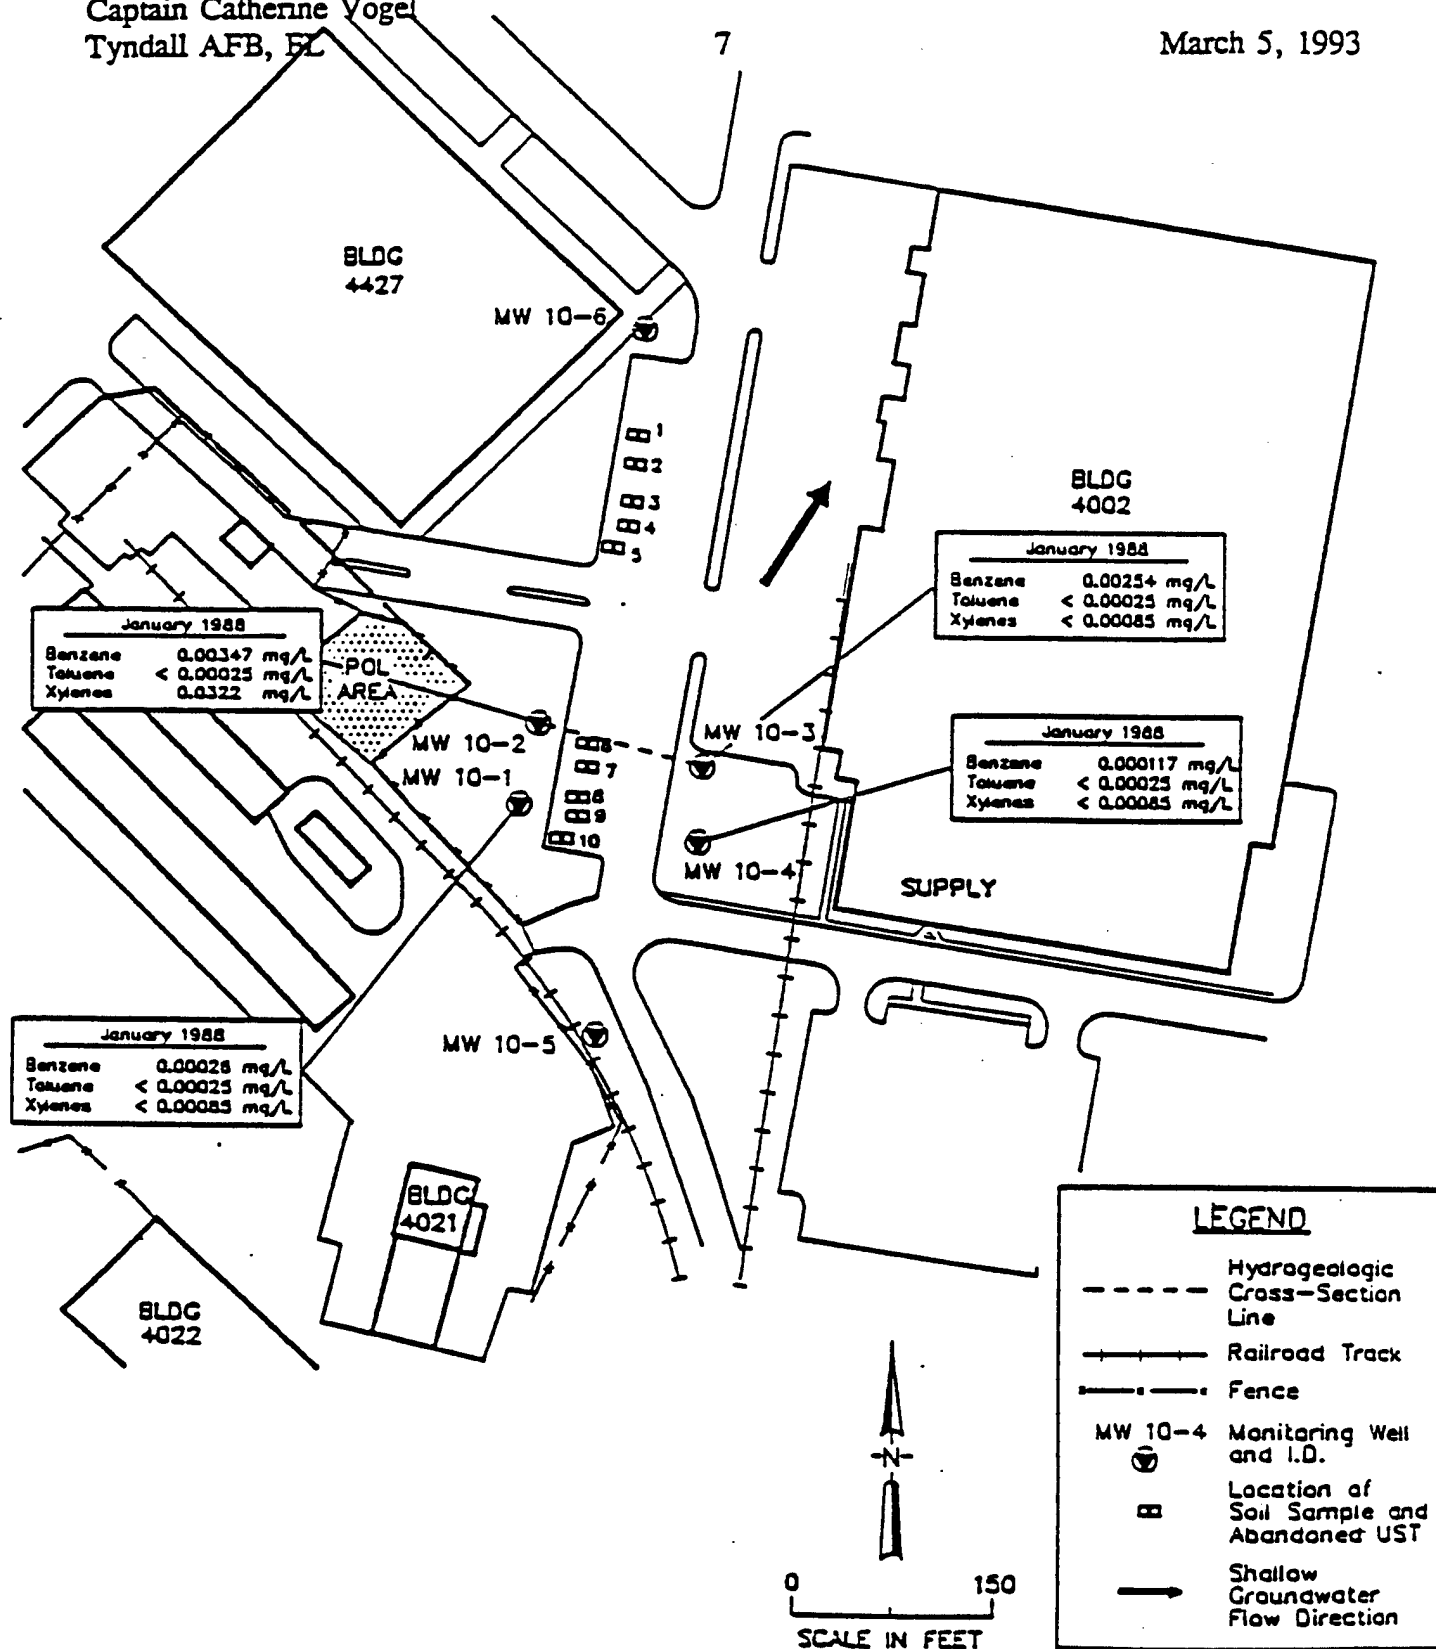 Captain Catherine Vogel
Tyndall AFB, FL
7
March 5, 1993
BLDG
4427
MW 10-6
1
2
3
4
5
BLDG
4002
January 1988
Benzene 0.00254 mg/L
Toluene < 0.00025 mg/L
Xylenes < 0.00085 mg/L
January 1988
Benzene 0.00347 mg/L
Toluene < 0.00025 mg/L
Xylenes 0.0322 mg/L
POL
AREA
MW 10-2
MW 10-1
6
7
8
9
10
MW 10-3
January 1988
Benzene 0.000117 mg/L
Toluene < 0.00025 mg/L
Xylenes < 0.00085 mg/L
MW 10-4
SUPPLY
January 1988
Benzene 0.00026 mg/L
Toluene < 0.00025 mg/L
Xylenes < 0.00085 mg/L
MW 10-5
BLDG
4021
BLDG
4022
LEGEND
Hydrogeologic
Cross-Section
Line
Railroad Track
Fence
MW 10-4 Monitoring Well
and I.D.
Location of
Soil Sample and
Abandoned UST
Shallow
Groundwater
Flow Direction
N
0 150
SCALE IN FEET